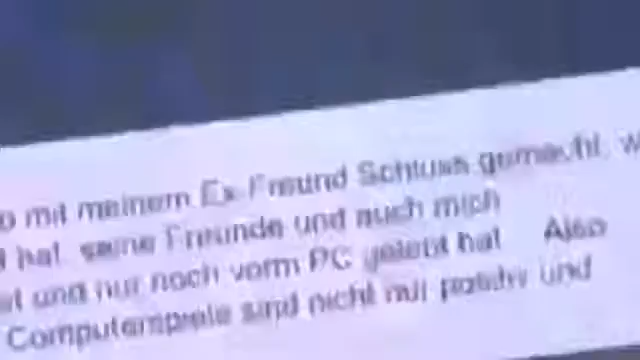 mit meinem Ex Freund Schluss gemacht, w
hat seine Freunde und auch mich
und nur noch vorm PC gelebt hat Also
Computerspiele sind nicht nur positiv und